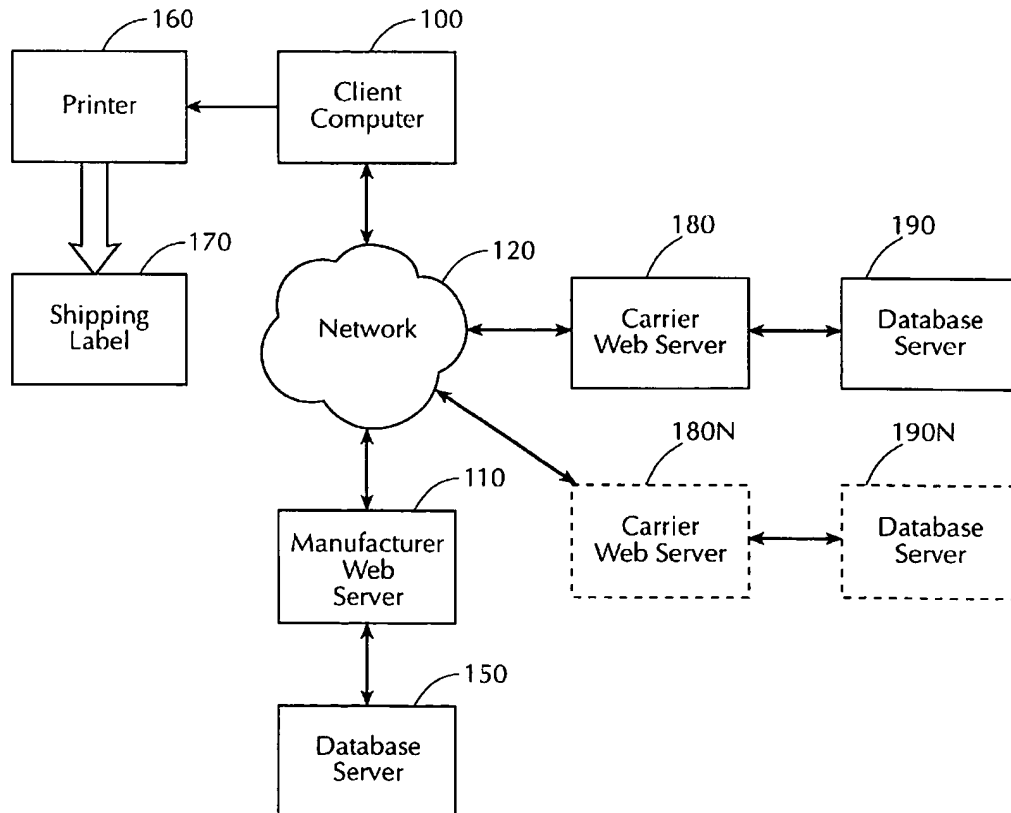 160
100
Printer
Client
Computer
170
120
180
190
Shipping
Label
Network
Carrier
Web Server
Database
Server
180N
190N
110
Carrier
Web Server
Database
Server
Manufacturer
Web
Server
150
Database
Server